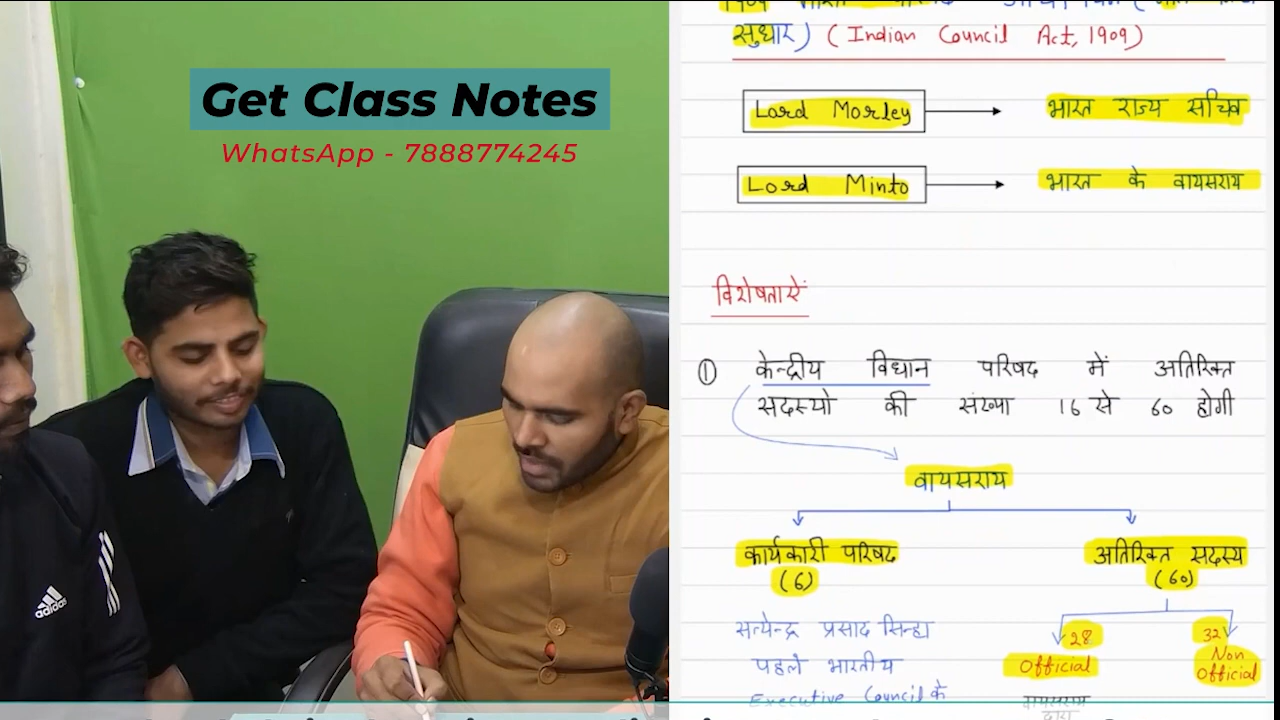 Get Class Notes
WhatsApp - 7888774245
adidas
सुधार) (Indian Council Act, 1909)
Lord Morley → भारत राज्य सचिव
Lord Minto → भारत के वायसराय
विशेषताऐं
① केन्द्रीय विधान परिषद में अतिरिक्त
सदस्यो की संख्या 16 से 60 होगी
वायसराय
कार्यकारी परिषद अतिरिक्त सदस्य
(6) (60)
सत्येन्द्र प्रसाद सिन्हा 28 32
पहले भारतीय Official Non Official
Executive Council के वायसराय
द्वारा